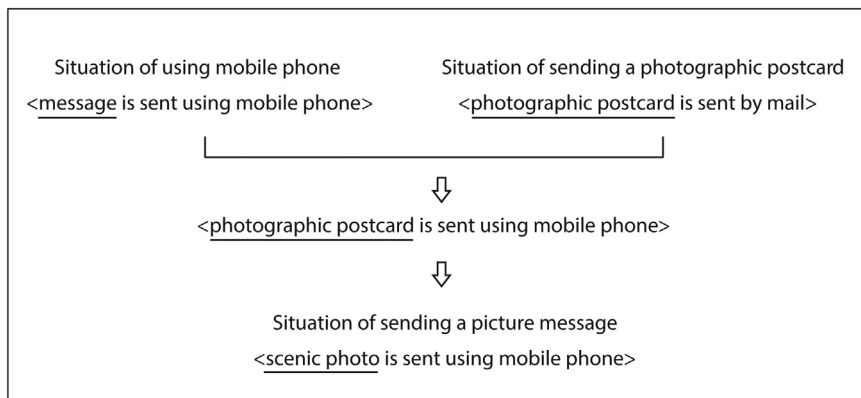 Situation of using mobile phone
<message is sent using mobile phone>
Situation of sending a photographic postcard
<photographic postcard is sent by mail>
<photographic postcard is sent using mobile phone>
Situation of sending a picture message
<scenic photo is sent using mobile phone>